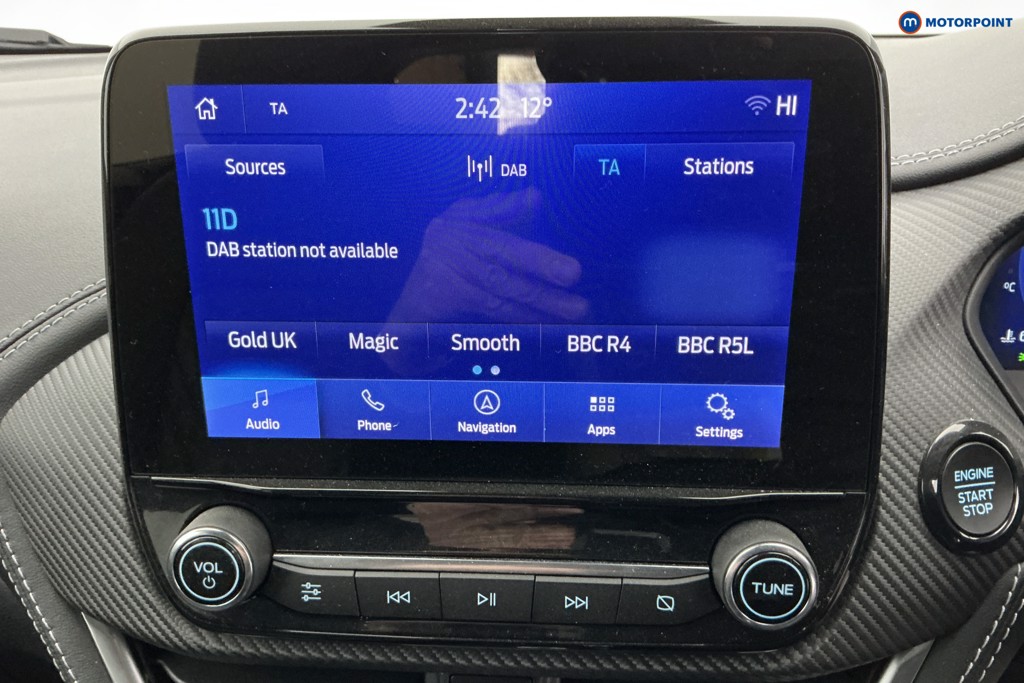 MOTORPOINT
TA 2:42 12° HI
Sources DAB TA Stations
11D
DAB station not available
Gold UK Magic Smooth BBC R4 BBC R5L
Audio Phone Navigation Apps Settings
°C
ENGINE
START
STOP
VOL
TUNE